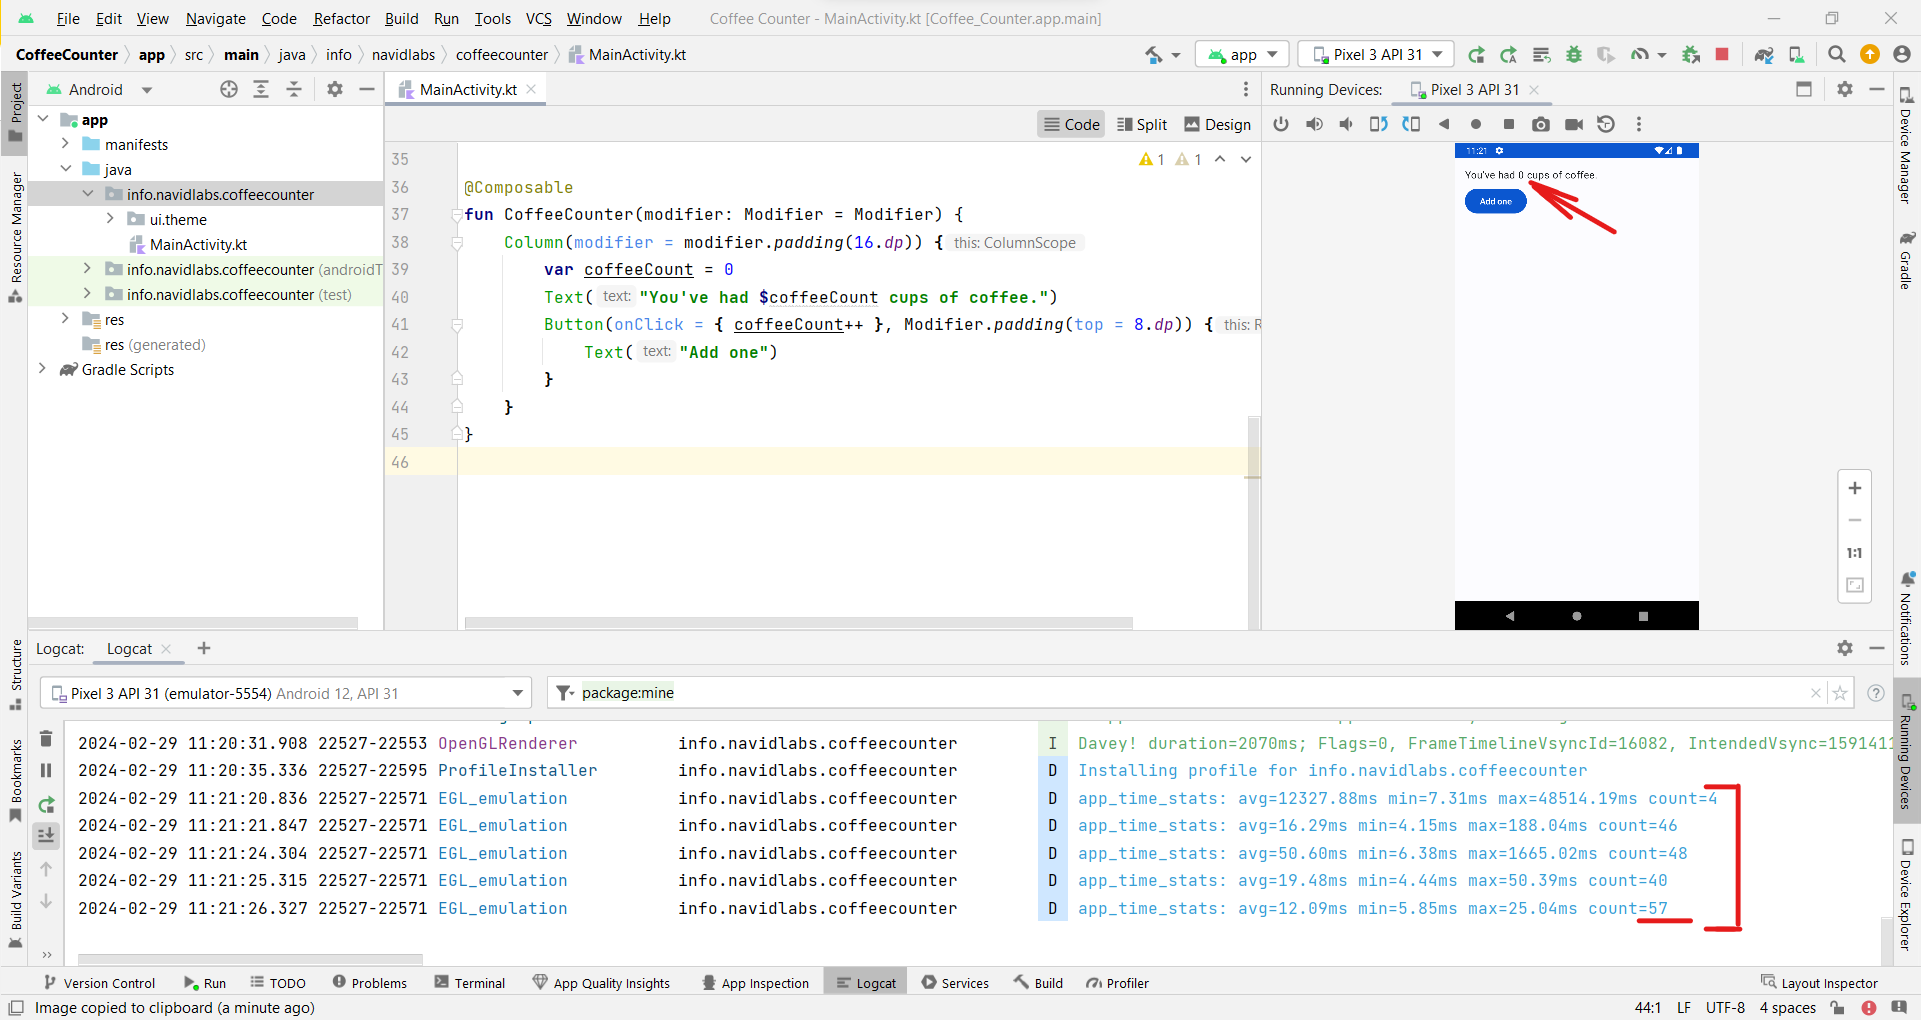 File Edit View Navigate Code Refactor Build Run Tools VCS Window Help Coffee Counter - MainActivity.kt [Coffee_Counter.app.main]
CoffeeCounter app src main java info navidlabs coffeecounter MainActivity.kt app Pixel 3 API 31
Android
MainActivity.kt
Running Devices: Pixel 3 API 31
Code Split Design
Project
Resource Manager
Structure
Bookmarks
Build Variants
app
manifests
java
info.navidlabs.coffeecounter
ui.theme
MainActivity.kt
info.navidlabs.coffeecounter (androidT
info.navidlabs.coffeecounter (test)
res
res (generated)
Gradle Scripts
35 1 1
36 @Composable
37 fun CoffeeCounter(modifier: Modifier = Modifier) {
38 Column(modifier = modifier.padding(16.dp)) { this: ColumnScope
39 var coffeeCount = 0
40 Text( text: "You've had $coffeeCount cups of coffee.")
41 Button(onClick = { coffeeCount++ }, Modifier.padding(top = 8.dp)) { this: R
42 Text( text: "Add one")
43 }
44 }
45 }
46
11:21
You've had 0 cups of coffee.
Add one
1:1
Device Manager
Gradle
Notifications
Running Devices
Device Explorer
Logcat: Logcat
Pixel 3 API 31 (emulator-5554) Android 12, API 31 package:mine
2024-02-29 11:20:31.908 22527-22553 OpenGLRenderer info.navidlabs.coffeecounter I Davey! duration=2070ms; Flags=0, FrameTimelineVsyncId=16082, IntendedVsync=1591411
2024-02-29 11:20:35.336 22527-22595 ProfileInstaller info.navidlabs.coffeecounter D Installing profile for info.navidlabs.coffeecounter
2024-02-29 11:21:20.836 22527-22571 EGL_emulation info.navidlabs.coffeecounter D app_time_stats: avg=12327.88ms min=7.31ms max=48514.19ms count=4
2024-02-29 11:21:21.847 22527-22571 EGL_emulation info.navidlabs.coffeecounter D app_time_stats: avg=16.29ms min=4.15ms max=188.04ms count=46
2024-02-29 11:21:24.304 22527-22571 EGL_emulation info.navidlabs.coffeecounter D app_time_stats: avg=50.60ms min=6.38ms max=1665.02ms count=48
2024-02-29 11:21:25.315 22527-22571 EGL_emulation info.navidlabs.coffeecounter D app_time_stats: avg=19.48ms min=4.44ms max=50.39ms count=40
2024-02-29 11:21:26.327 22527-22571 EGL_emulation info.navidlabs.coffeecounter D app_time_stats: avg=12.09ms min=5.85ms max=25.04ms count=57
Version Control Run TODO Problems Terminal App Quality Insights App Inspection Logcat Services Build Profiler Layout Inspector
Image copied to clipboard (a minute ago) 44:1 LF UTF-8 4 spaces